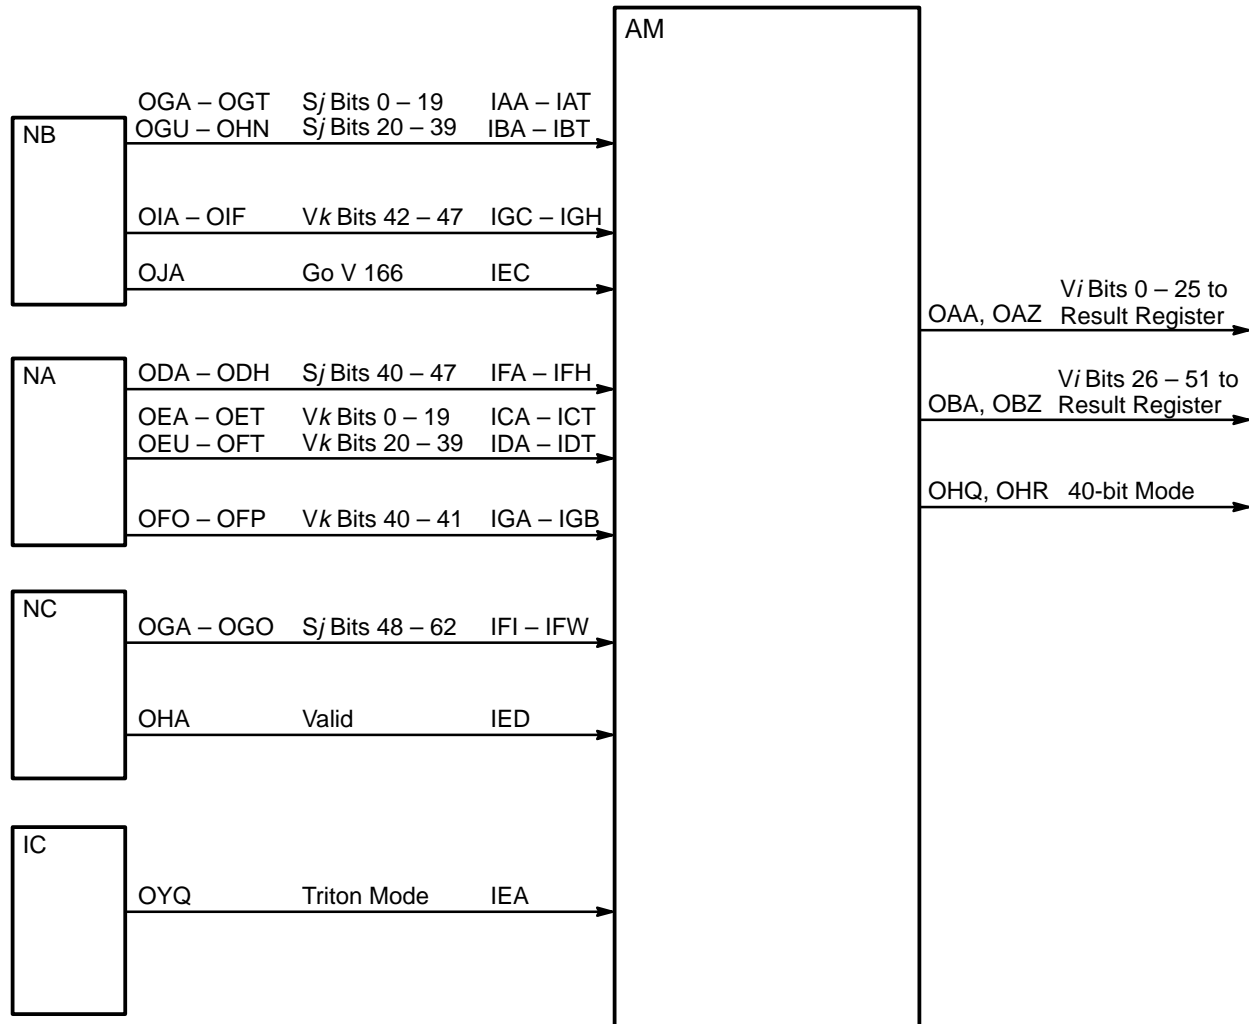 AM
NB
OGA – OGT Sj Bits 0 – 19 IAA – IAT
OGU – OHN Sj Bits 20 – 39 IBA – IBT
OIA – OIF Vk Bits 42 – 47 IGC – IGH
OJA Go V 166 IEC
NA
ODA – ODH Sj Bits 40 – 47 IFA – IFH
OEA – OET Vk Bits 0 – 19 ICA – ICT
OEU – OFT Vk Bits 20 – 39 IDA – IDT
OFO – OFP Vk Bits 40 – 41 IGA – IGB
NC
OGA – OGO Sj Bits 48 – 62 IFI – IFW
OHA Valid IED
IC
OYQ Triton Mode IEA
Vi Bits 0 – 25 to
OAA, OAZ Result Register
Vi Bits 26 – 51 to
OBA, OBZ Result Register
OHQ, OHR 40-bit Mode